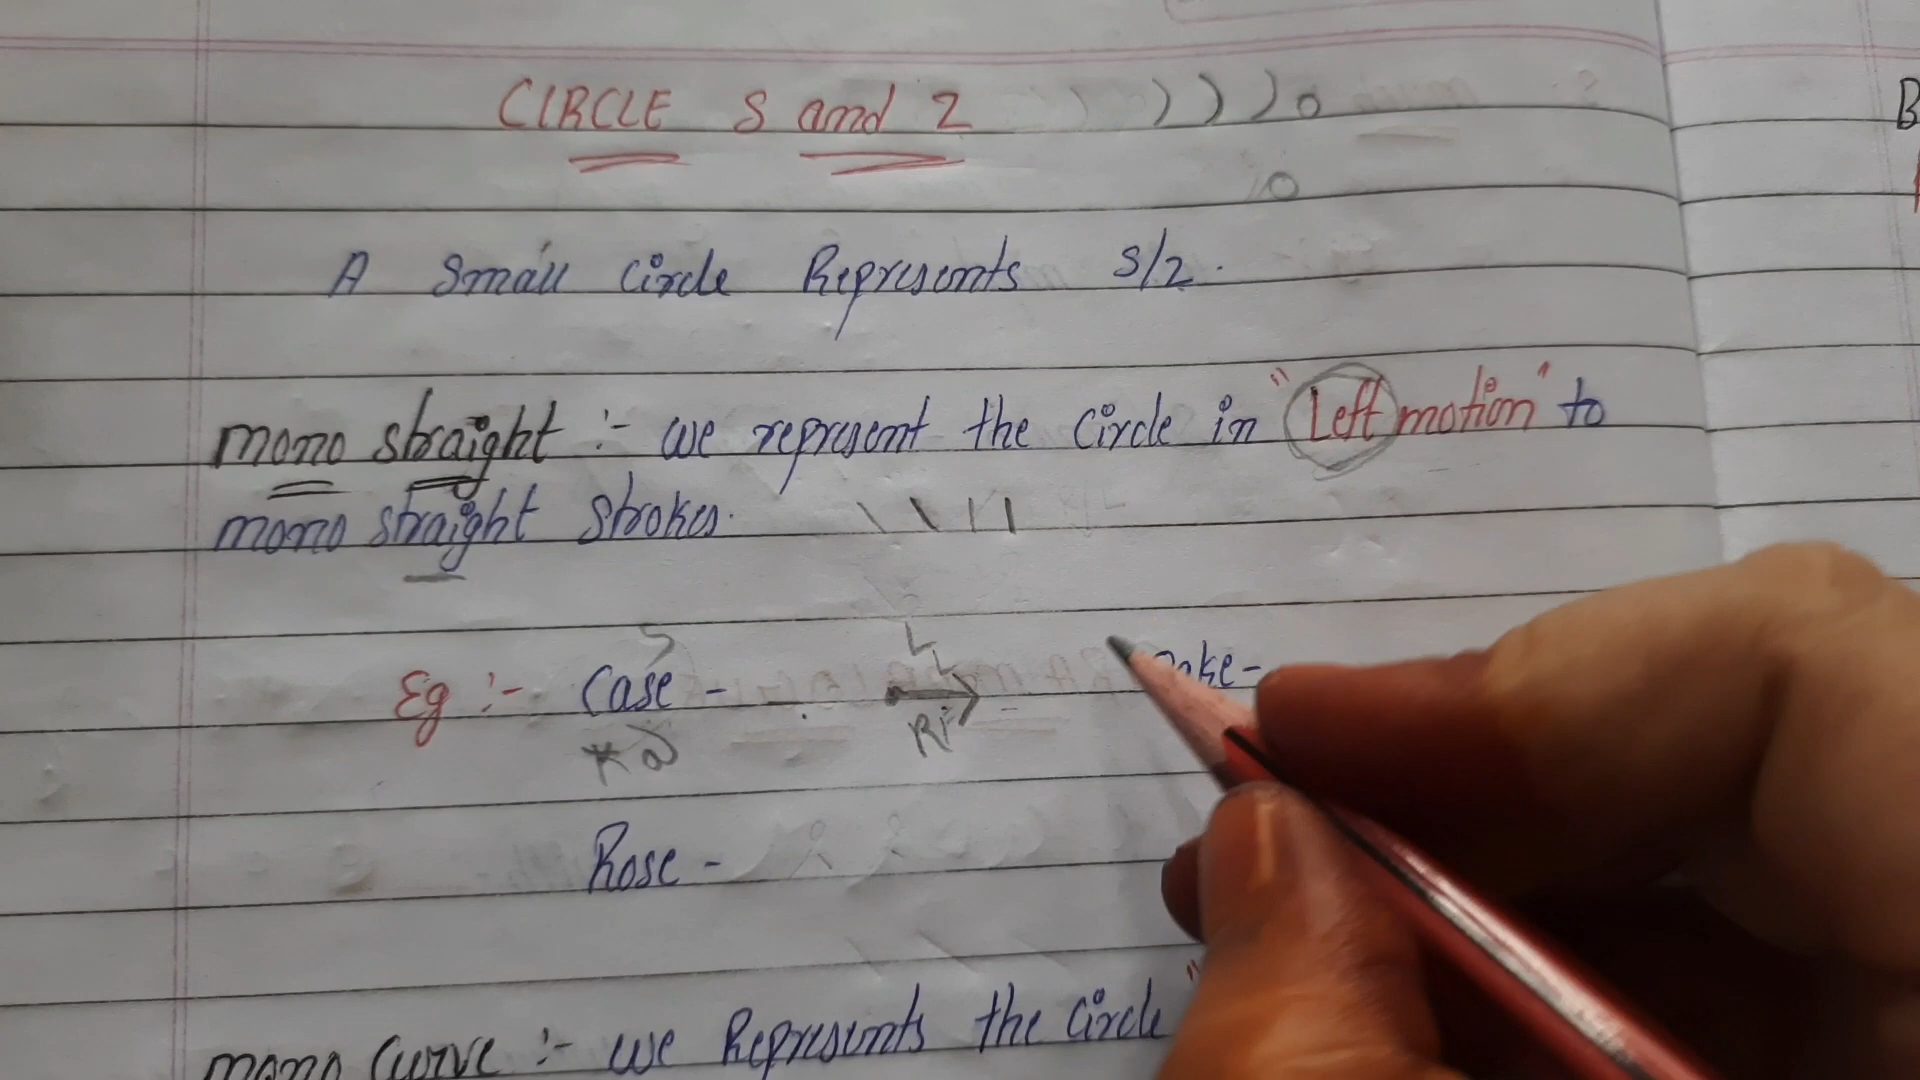 CIRCLE S and Z
A Small Circle Represents S/Z.
mono straight :- we represent the Circle in "Left motion" to
mono straight strokes.
Eg :- Case -
Rose -
mono Curve :- we Represents the Circle "